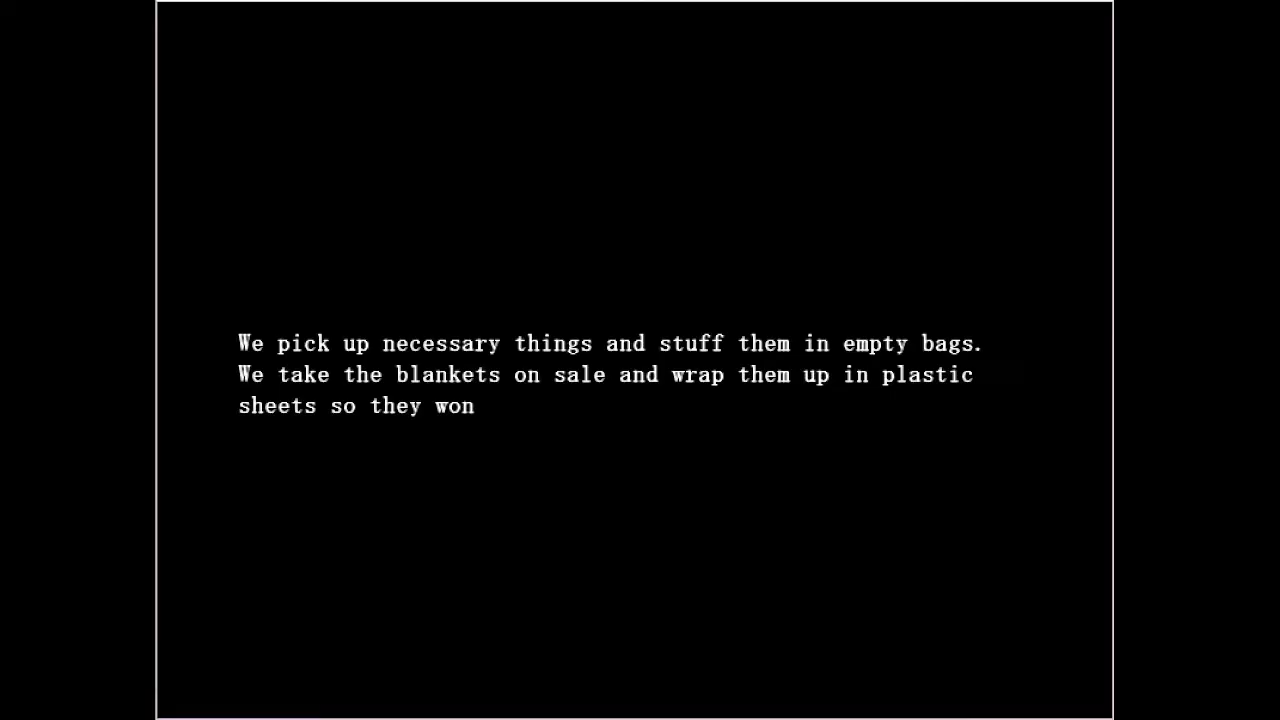 We pick up necessary things and stuff them in empty bags.
We take the blankets on sale and wrap them up in plastic
sheets so they won